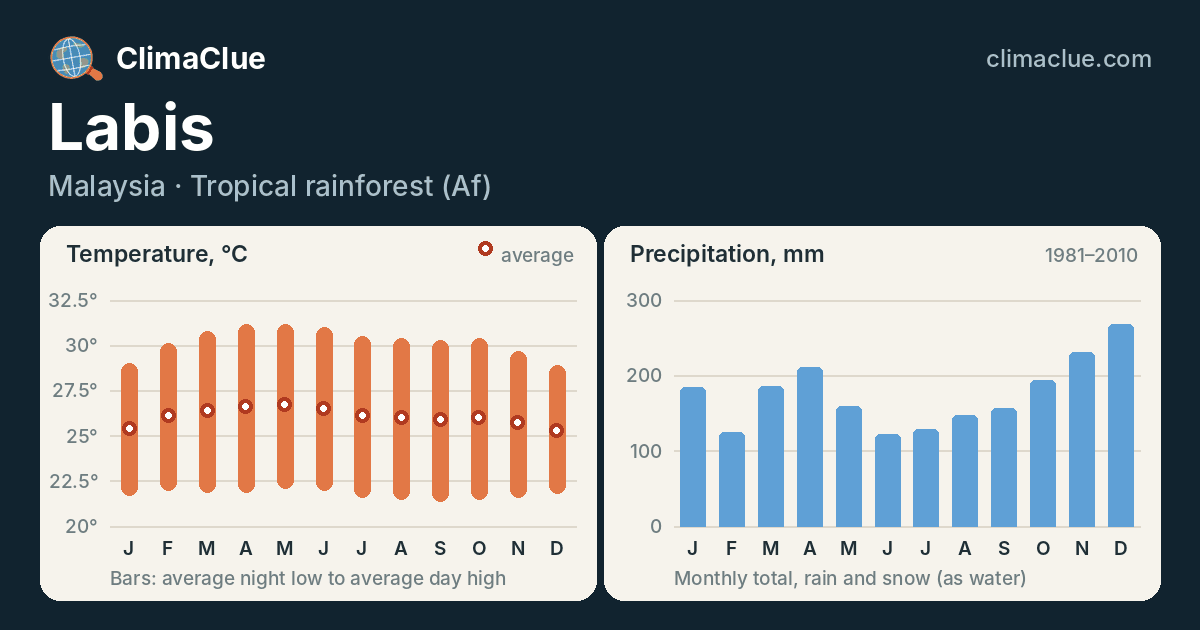 ClimaClue
climaclue.com
Labis
Malaysia · Tropical rainforest (Af)
Temperature, °C
average
32.5°
30°
27.5°
25°
22.5°
20°
J F M A M J J A S O N D
Bars: average night low to average day high
Precipitation, mm
1981–2010
300
200
100
0
J F M A M J J A S O N D
Monthly total, rain and snow (as water)